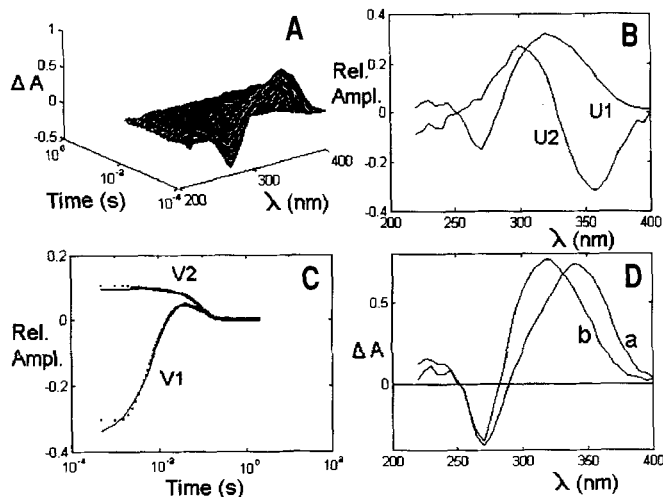 A
1
0.5
0
-0.5
Δ A
10⁰
10⁻²
10⁻⁴
Time (s)
200
300
400
λ (nm)
B
0.4
0.2
0
-0.2
-0.4
Rel.
Ampl.
U1
U2
200
250
300
350
400
λ (nm)
C
0.2
0
-0.2
-0.4
Rel.
Ampl.
V2
V1
10⁻⁴
10⁻²
10⁰
10²
Time (s)
D
0.5
0
Δ A
b
a
200
250
300
350
400
λ (nm)